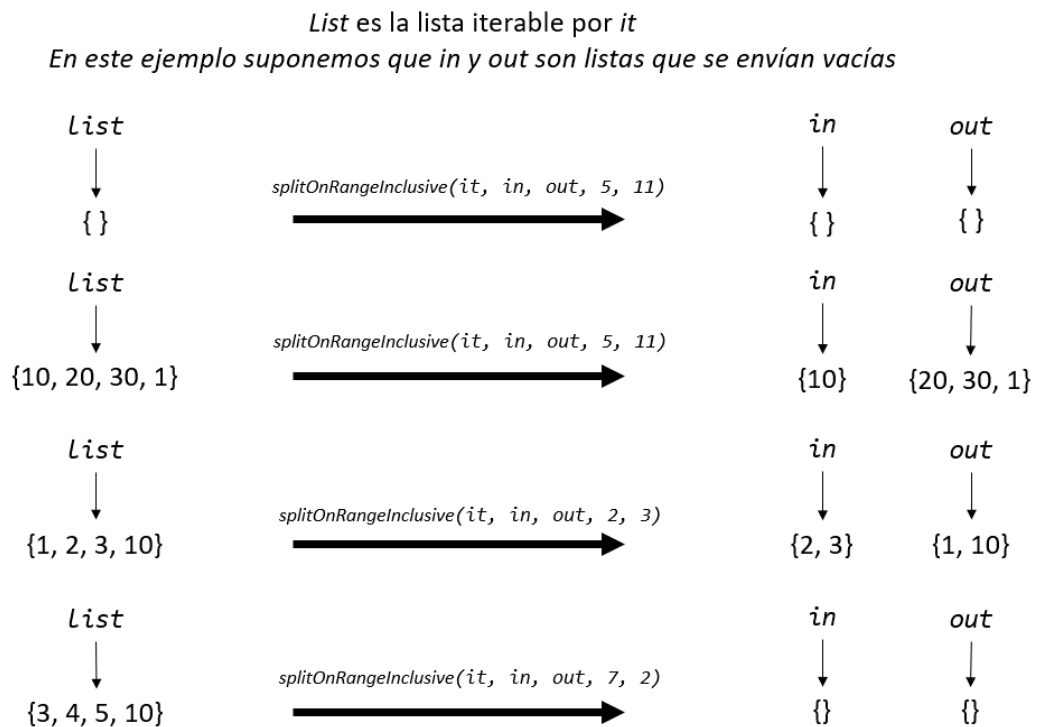 List es la lista iterable por it
En este ejemplo suponemos que in y out son listas que se envían vacías
list in out
splitOnRangeInclusive(it, in, out, 5, 11)
{ } { } { }
list in out
splitOnRangeInclusive(it, in, out, 5, 11)
{10, 20, 30, 1} {10} {20, 30, 1}
list in out
splitOnRangeInclusive(it, in, out, 2, 3)
{1, 2, 3, 10} {2, 3} {1, 10}
list in out
splitOnRangeInclusive(it, in, out, 7, 2)
{3, 4, 5, 10} {} {}